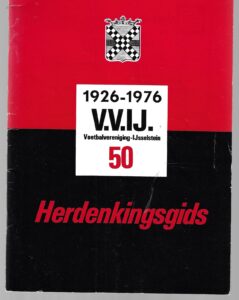 1926-1976
V.V.IJ.
Voetbalvereniging-IJsselstein
50
Herdenkingsgids